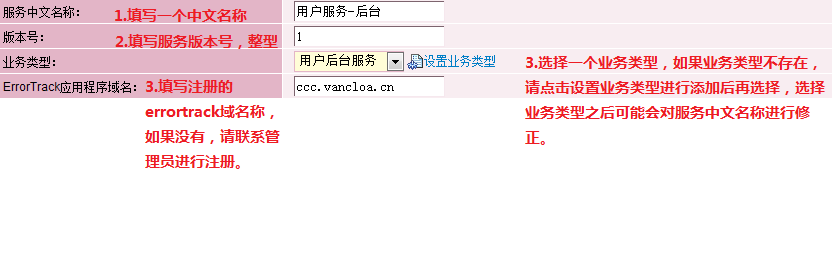 服务中文名称： 1.填写一个中文名称 用户服务-后台
版本号： 2.填写服务版本号，整型 1
业务类型： 用户后台服务 设置业务类型 3.选择一个业务类型，如果业务类型不存在，
ErrorTrack应用程序域名： 3.填写注册的 ccc.vancloa.cn 请点击设置业务类型进行添加后再选择，选择
errortrack域名称， 业务类型之后可能会对服务中文名称进行修
如果没有，请联系管 正。
理员进行注册。